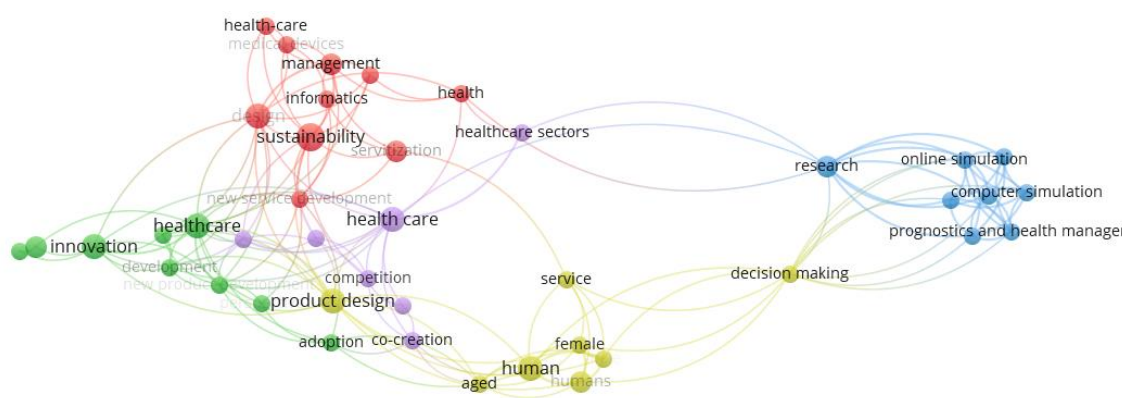 health-care
medical devices
management
informatics
health
design
sustainability
healthcare sectors
servitization
online simulation
research
computer simulation
new service development
health care
healthcare
prognostics and health manager
innovation
development
decision making
competition
service
new product development
product design
adoption
co-creation
female
human
humans
aged